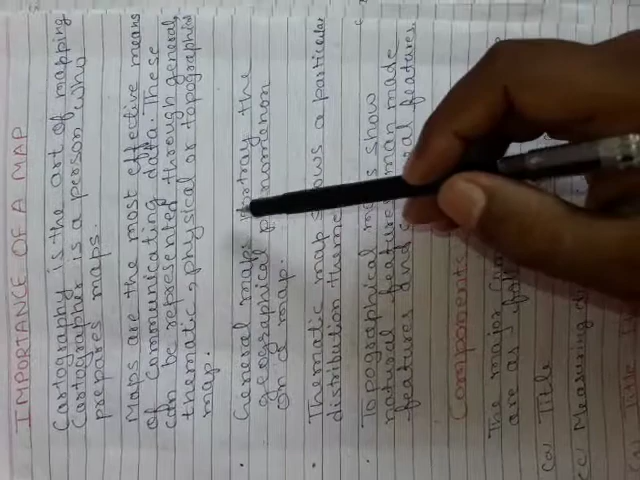 IMPORTANCE OF A MAP
Cartography is the art of mapping
Cartographer is a person who
prepares maps.
Maps are the most effective means
of communicating data. These
can be represented through general,
thematic, physical or topographis
map.
• General maps portray the
geographical phenomenon
on a map.
• Thematic map shows a particular
distribution theme
• Topographical maps show
natural features man made
features and features.
Components
The major
are as
(a) Title
(c) Measuring
Title